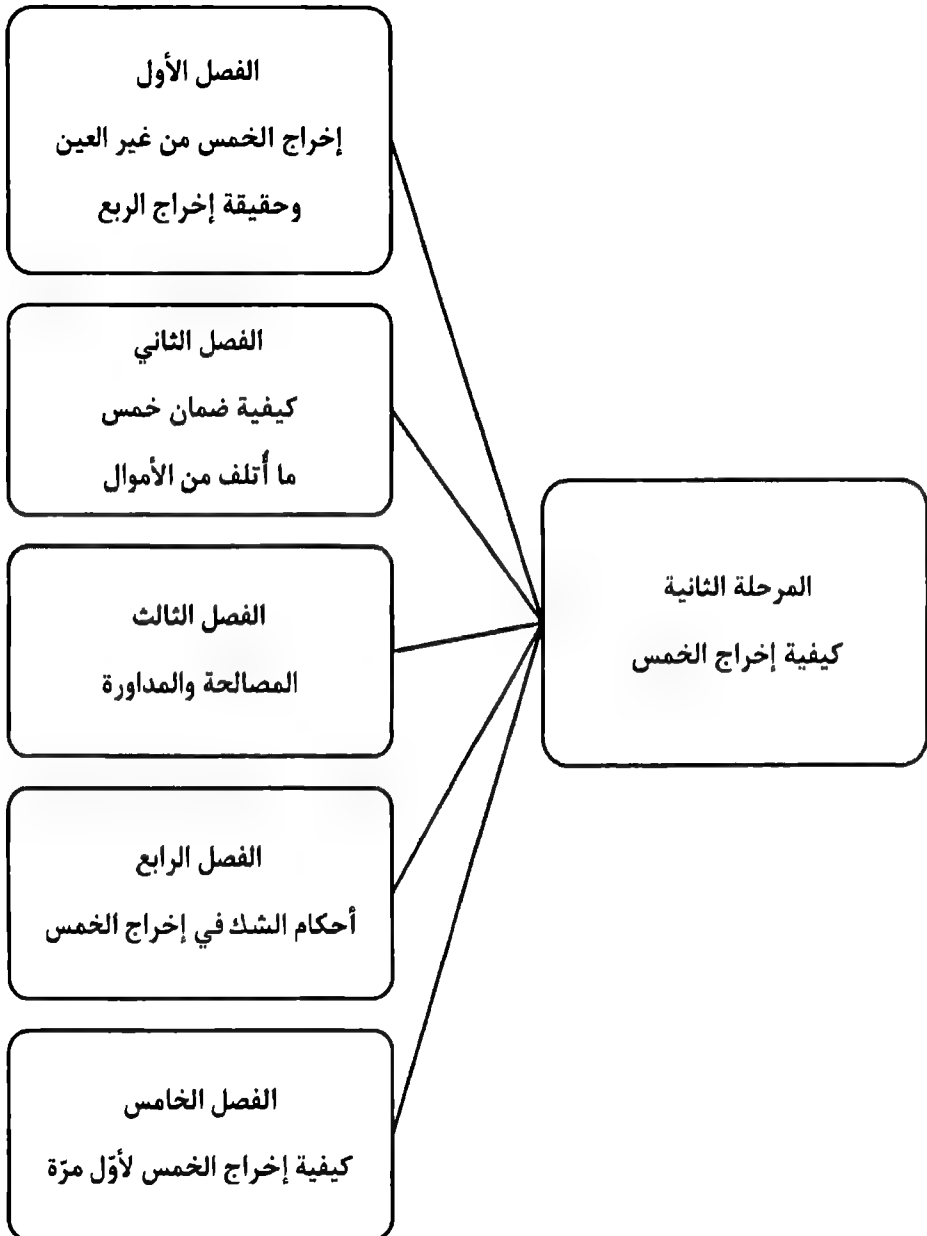 المرحلة الثانية
كيفية إخراج الخمس
الفصل الأول
إخراج الخمس من غير العين
وحقيقة إخراج الربع
الفصل الثاني
كيفية ضمان خمس
ما أُتلف من الأموال
الفصل الثالث
المصالحة والمداورة
الفصل الرابع
أحكام الشك في إخراج الخمس
الفصل الخامس
كيفية إخراج الخمس لأوّل مرّة